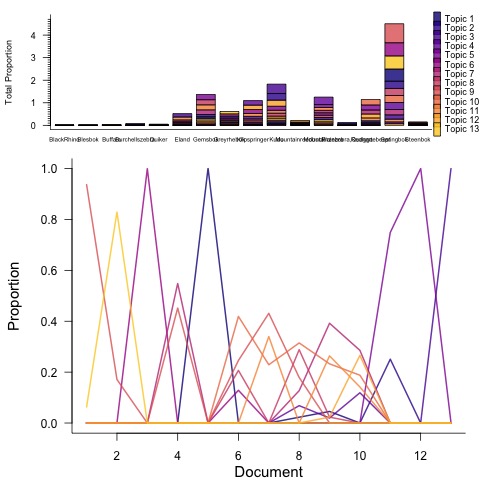 Total Proportion
4
3
2
1
0
Topic 1
Topic 2
Topic 3
Topic 4
Topic 5
Topic 6
Topic 7
Topic 8
Topic 9
Topic 10
Topic 11
Topic 12
Topic 13
BlackRhino Blesbok Eland Steenbok
Proportion
1.0
0.8
0.6
0.4
0.2
0.0
2 4 6 8 10 12
Document